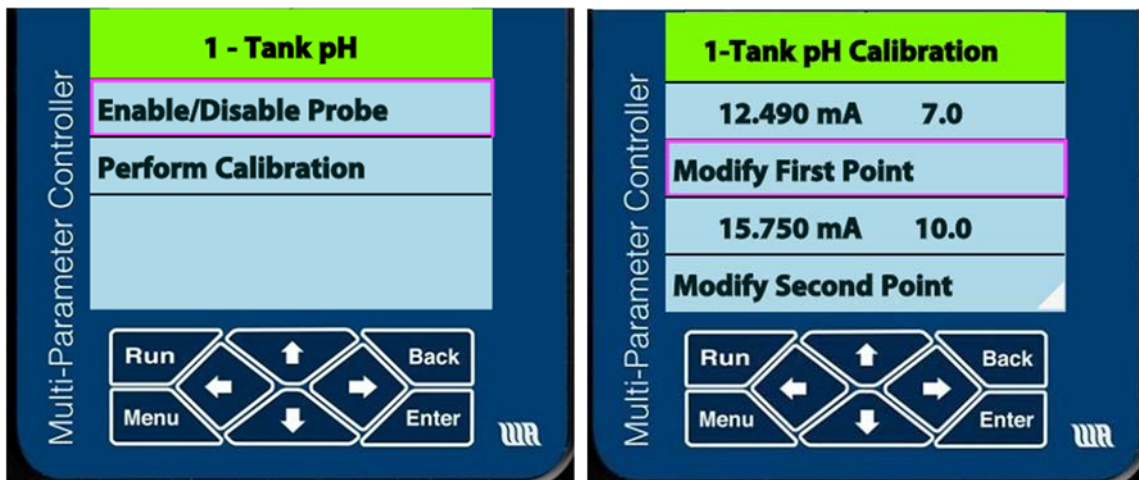 1 - Tank pH
Enable/Disable Probe
Perform Calibration
Multi-Parameter Controller
Run
Back
Menu
Enter
WA
1-Tank pH Calibration
12.490 mA 7.0
Modify First Point
15.750 mA 10.0
Modify Second Point
Multi-Parameter Controller
Run
Back
Menu
Enter
WA